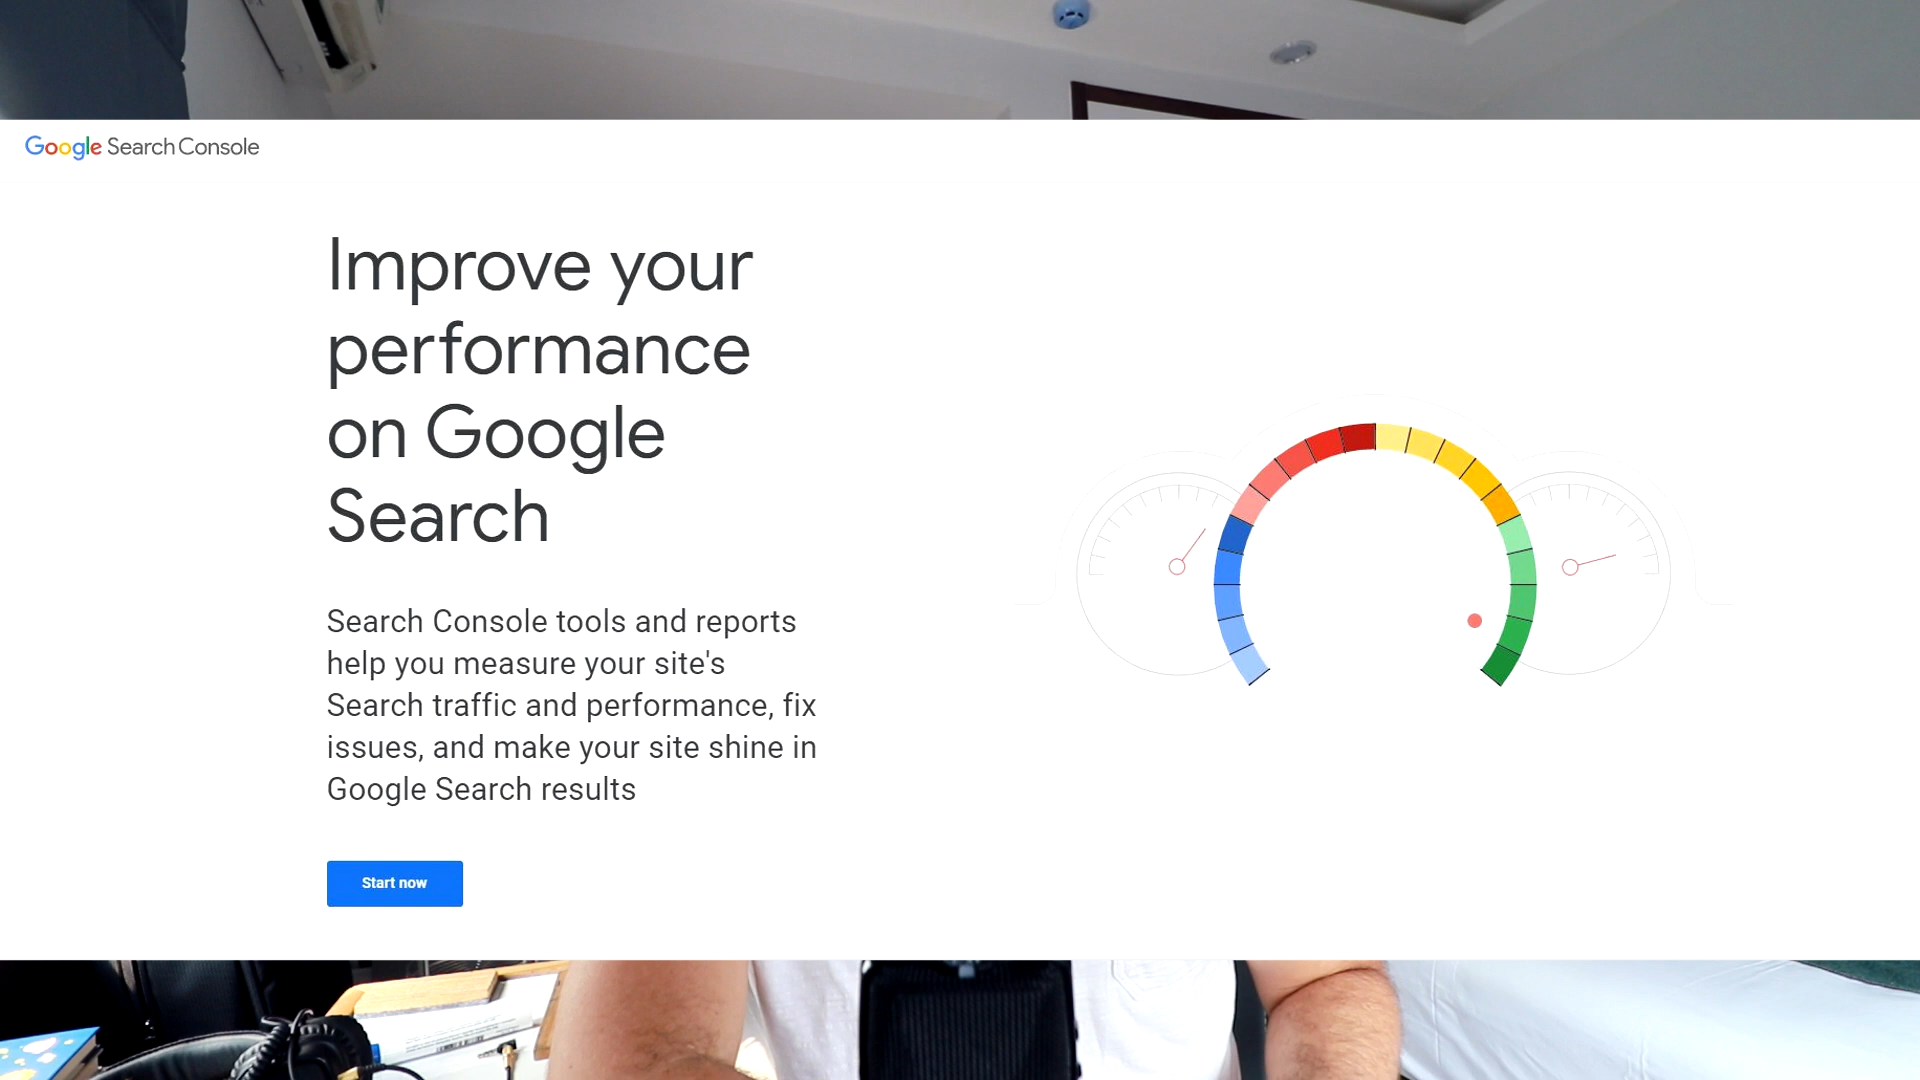 Google Search Console
Improve your
performance
on Google
Search
Search Console tools and reports
help you measure your site's
Search traffic and performance, fix
issues, and make your site shine in
Google Search results
Start now